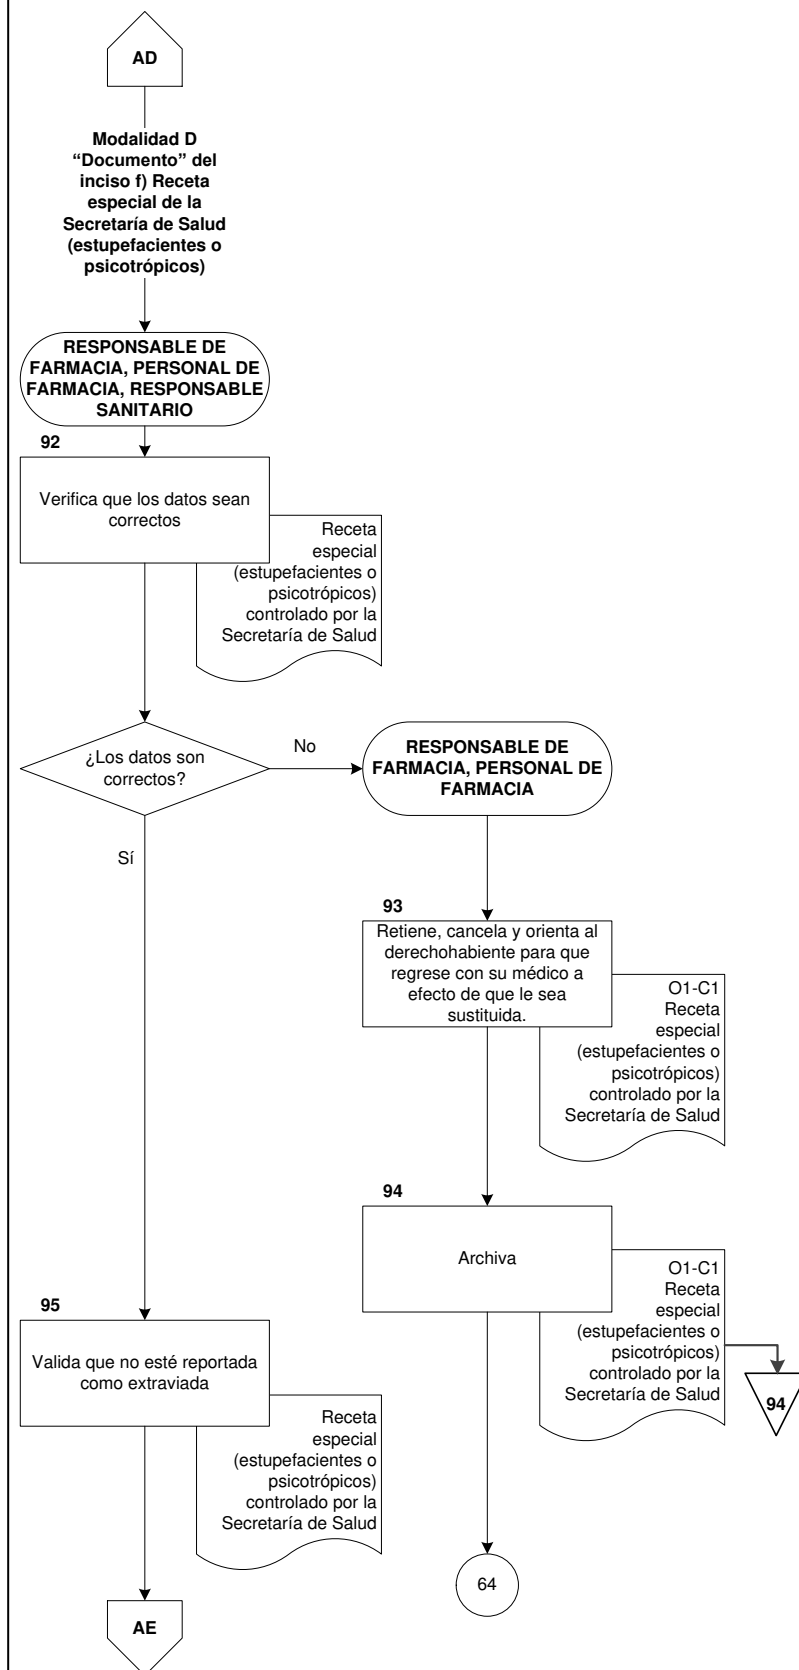 AD
Modalidad D
“Documento” del
inciso f) Receta
especial de la
Secretaría de Salud
(estupefacientes o
psicotrópicos)
RESPONSABLE DE
FARMACIA, PERSONAL DE
FARMACIA, RESPONSABLE
SANITARIO
92
Verifica que los datos sean
correctos
Receta
especial
(estupefacientes o
psicotrópicos)
controlado por la
Secretaría de Salud
¿Los datos son
correctos?
No
RESPONSABLE DE
FARMACIA, PERSONAL DE
FARMACIA
Sí
93
Retiene, cancela y orienta al
derechohabiente para que
regrese con su médico a
efecto de que le sea
sustituida.
O1-C1
Receta
especial
(estupefacientes o
psicotrópicos)
controlado por la
Secretaría de Salud
94
Archiva
O1-C1
Receta
especial
(estupefacientes o
psicotrópicos)
controlado por la
Secretaría de Salud
94
95
Valida que no esté reportada
como extraviada
Receta
especial
(estupefacientes o
psicotrópicos)
controlado por la
Secretaría de Salud
64
AE